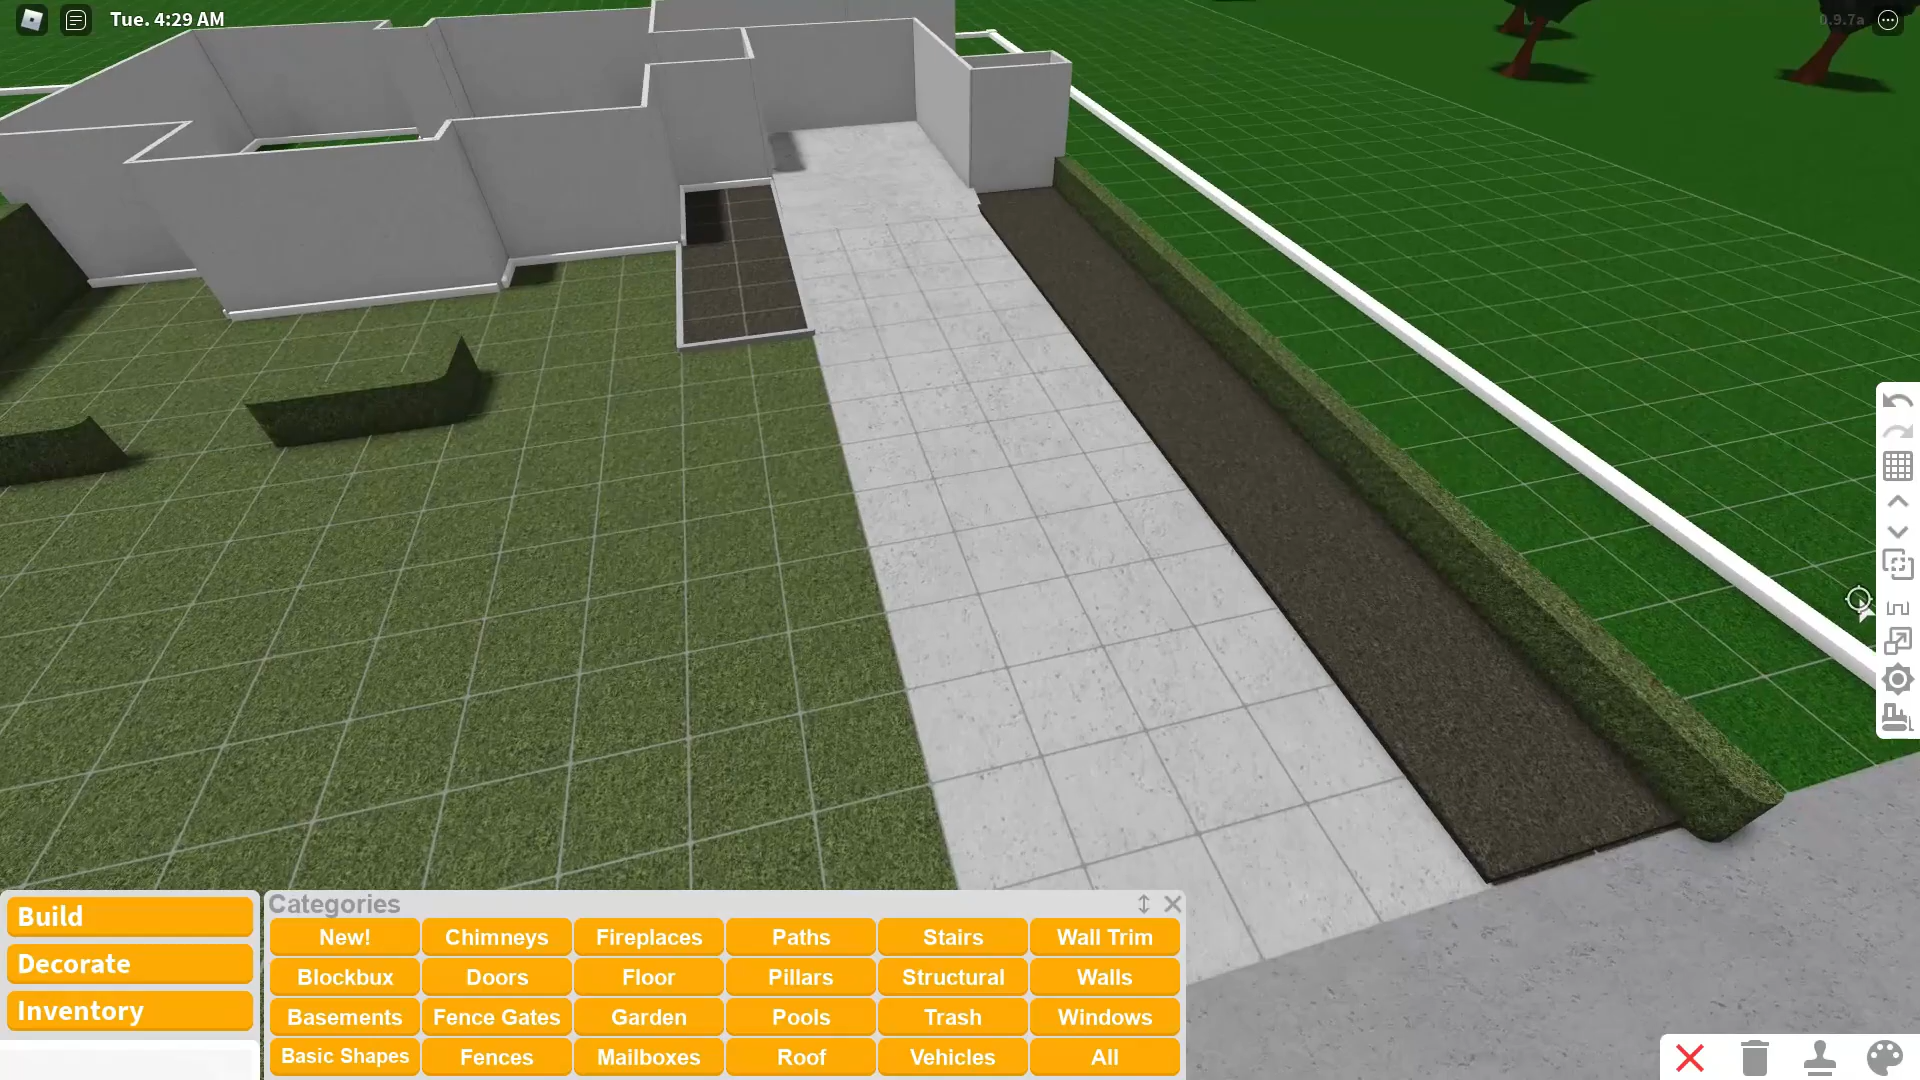 Tue. 4:29 AM
0.9.7a
Build
Decorate
Inventory
Categories
New! Chimneys Fireplaces Paths Stairs Wall Trim
Blockbux Doors Floor Pillars Structural Walls
Basements Fence Gates Garden Pools Trash Windows
Basic Shapes Fences Mailboxes Roof Vehicles All